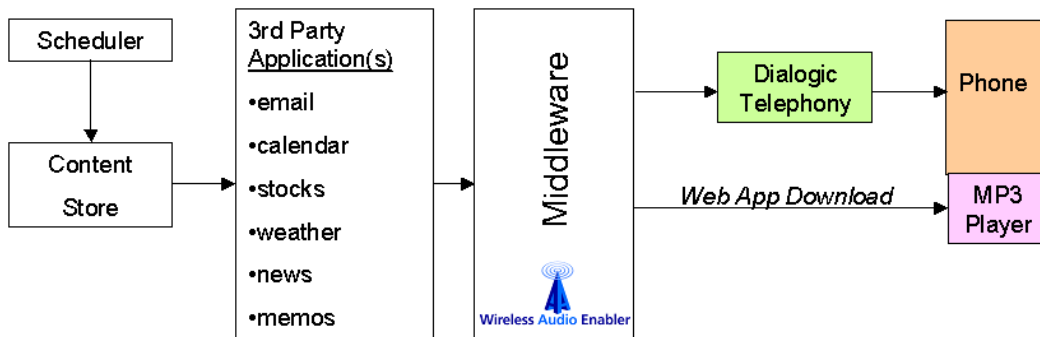 Scheduler
Content
Store
3rd Party
Application(s)
•email
•calendar
•stocks
•weather
•news
•memos
Middleware
Wireless Audio Enabler
Dialogic
Telephony
Web App Download
Phone
MP3
Player